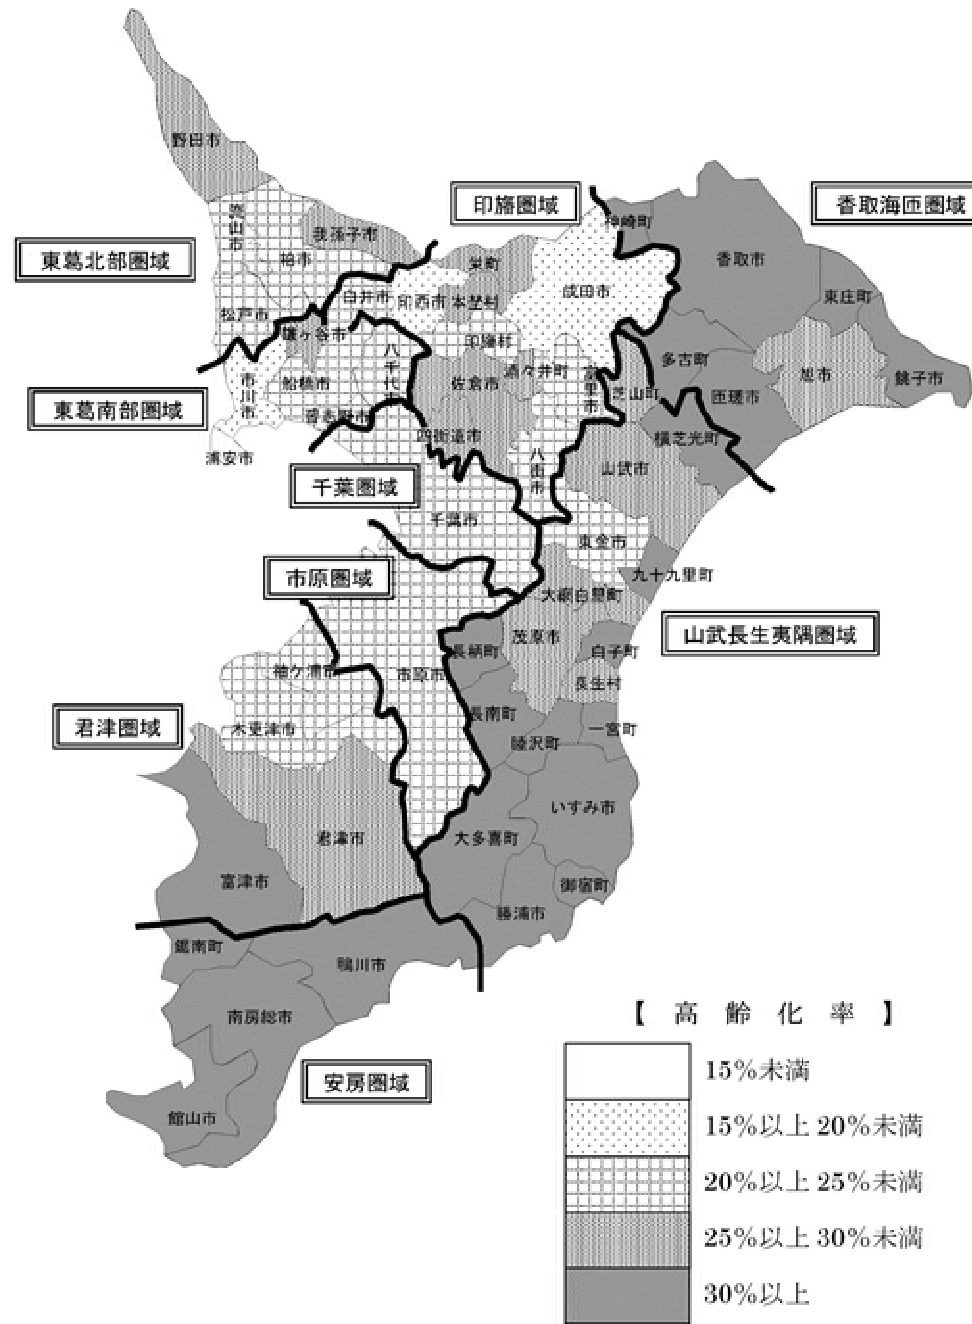 野田市
印旛圏域
香取海匝圏域
流山市
我孫子市
神崎町
東葛北部圏域
柏市
栄町
香取市
白井市
印西市
本埜村
成田市
東庄町
松戸市
鎌ヶ谷市
印旛村
市川市
船橋市
八千代市
佐倉市
酒々井町
富里市
芝山町
多古町
旭市
銚子市
匝瑳市
東葛南部圏域
習志野市
四街道市
横芝光町
浦安市
八街市
山武市
千葉圏域
千葉市
東金市
市原圏域
九十九里町
大網白里町
茂原市
白子町
山武長生夷隅圏域
長柄町
袖ケ浦市
市原市
長生村
君津圏域
木更津市
長南町
一宮町
睦沢町
いすみ市
君津市
大多喜町
富津市
御宿町
勝浦市
鋸南町
鴨川市
南房総市
安房圏域
館山市
【 高 齢 化 率 】
15%未満
15%以上 20%未満
20%以上 25%未満
25%以上 30%未満
30%以上